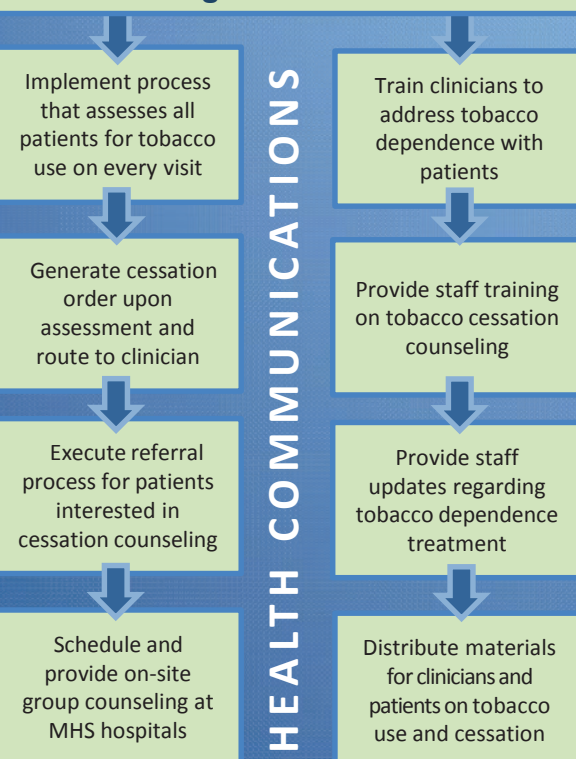 Implement process
that assesses all
patients for tobacco
use on every visit
Generate cessation
order upon
assessment and
route to clinician
Execute referral
process for patients
interested in
cessation counseling
Schedule and
provide on-site
group counseling at
MHS hospitals
HEALTH COMMUNICATIONS
Train clinicians to
address tobacco
dependence with
patients
Provide staff training
on tobacco cessation
counseling
Provide staff
updates regarding
tobacco dependence
treatment
Distribute materials
for clinicians and
patients on tobacco
use and cessation